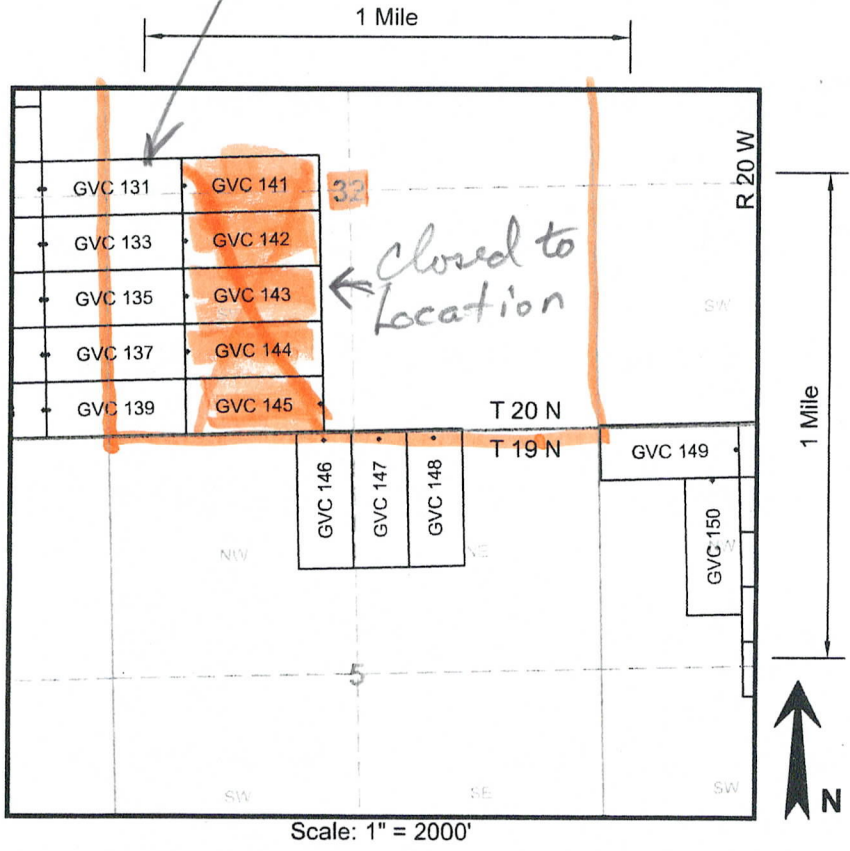 1 Mile
R 20 W
GVC 131
GVC 141
32
GVC 133
GVC 142
Closed to
Location
GVC 135
GVC 143
SW
GVC 137
GVC 144
GVC 139
GVC 145
T 20 N
T 19 N
1 Mile
GVC 146
GVC 147
GVC 148
GVC 149
GVC 150
NW
NE
NW
5
SW
SE
SW
N
Scale: 1" = 2000'